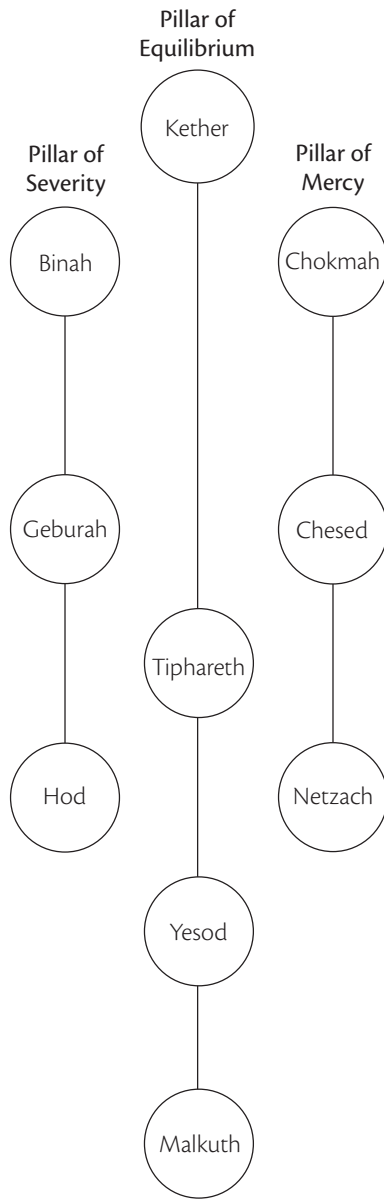 Pillar of
Equilibrium
Kether
Pillar of
Severity
Pillar of
Mercy
Binah
Chokmah
Geburah
Chesed
Tiphareth
Hod
Netzach
Yesod
Malkuth